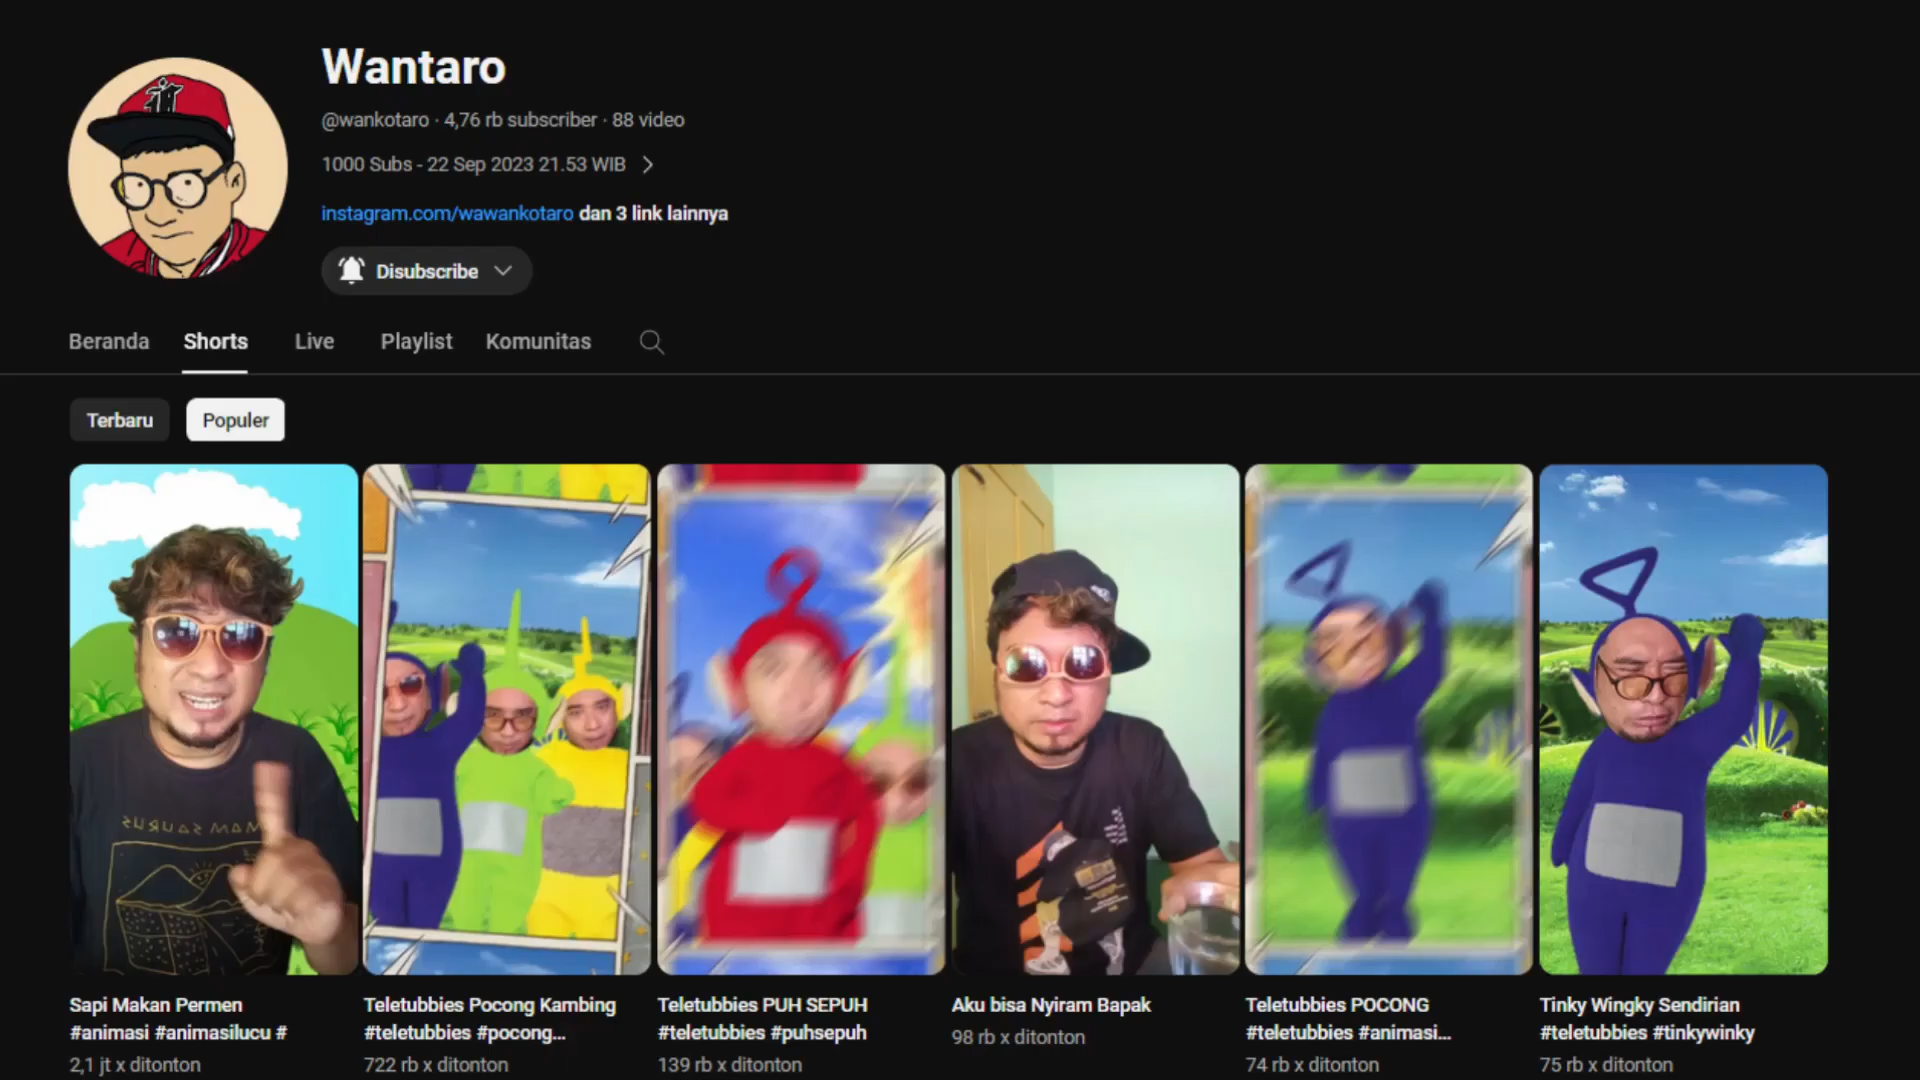 Wantaro
@wankotaro · 4,76 rb subscriber · 88 video
1000 Subs - 22 Sep 2023 21.53 WIB
instagram.com/wawankotaro dan 3 link lainnya
Disubscribe
Beranda Shorts Live Playlist Komunitas
Terbaru Populer
Sapi Makan Permen
#animasi #animasilucu #
2,1 jt x ditonton
Teletubbies Pocong Kambing
#teletubbies #pocong...
722 rb x ditonton
Teletubbies PUH SEPUH
#teletubbies #puhsepuh
139 rb x ditonton
Aku bisa Nyiram Bapak
98 rb x ditonton
Teletubbies POCONG
#teletubbies #animasi...
74 rb x ditonton
Tinky Wingky Sendirian
#teletubbies #tinkywinky
75 rb x ditonton